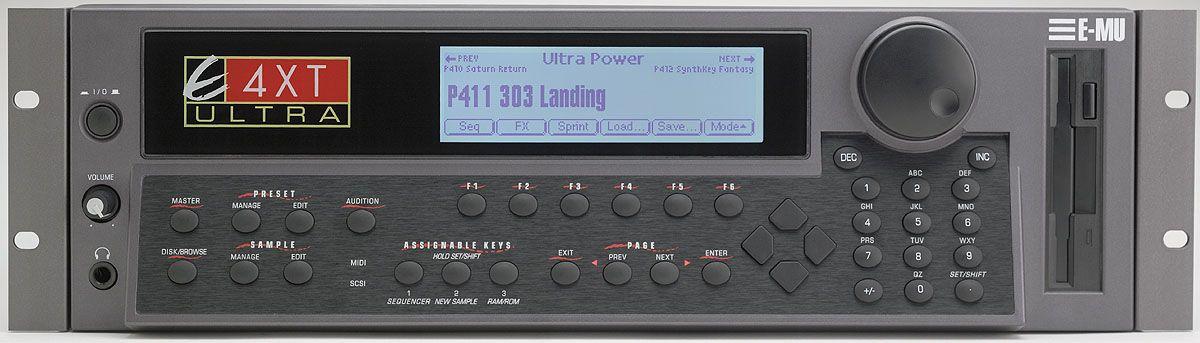 E-MU
E 4XT
ULTRA
I/O
VOLUME
PREV Ultra Power NEXT
P410 Saturn Return P412 SynthKey Fantasy
P411 303 Landing
Seq FX Sprint Load... Save... Mode
F1 F2 F3 F4 F5 F6
PRESET
MASTER MANAGE EDIT AUDITION
SAMPLE
DISK/BROWSE MANAGE EDIT
MIDI
SCSI
ASSIGNABLE KEYS
HOLD SET/SHIFT
1 2 3
SEQUENCER NEW SAMPLE RAM/ROM
PAGE
EXIT PREV NEXT ENTER
DEC INC
ABC DEF
1 2 3
GHI JKL MNO
4 5 6
PRS TUV WXY
7 8 9
QZ SET/SHIFT
+/- 0 .